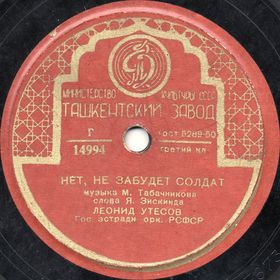 МИНИСТЕРСТВО КУЛЬТУРЫ СССР
ТАШКЕНТСКИЙ ЗАВОД
Г
14994
ГОСТ 5289-50
третий кл.
НЕТ, НЕ ЗАБУДЕТ СОЛДАТ
музыка М. Табачникова
слова Я. Зискинда
ЛЕОНИД УТЕСОВ
Гос. эстрадн. орк. РСФСР